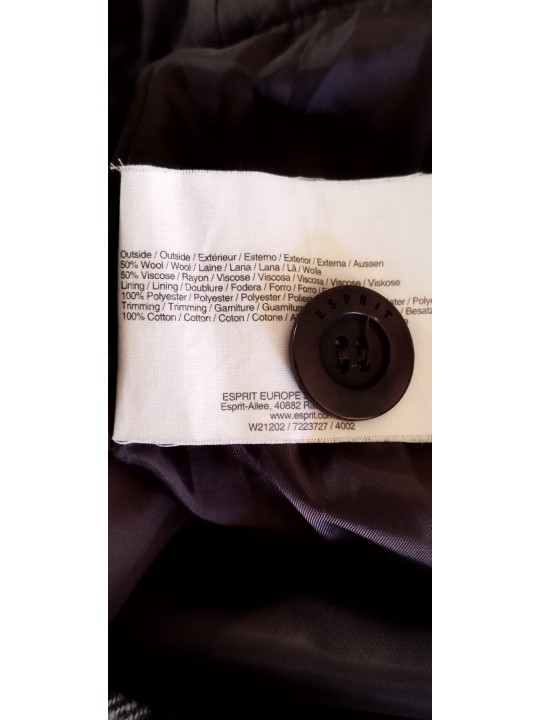 Outside / Outside / Extérieur / Esterno / Exterior / Externa / Aussen
50% Wool / Wool / Laine / Lana / Lana / Lã / Wolle
50% Viscose / Rayon / Viscose / Viscosa / Viscosa / Viscose / Viskose
Lining / Lining / Doublure / Fodera / Forro / Forro
100% Polyester / Polyester / Polyester / / Polye
Trimming / Trimming / Garniture / / Besatz
100% Cotton / Cotton / Coton / Cotone /
ESPRIT
ESPRIT EUROPE
Esprit-Allee, 40882
www.esprit.co
W21202 / 7223727 / 4002